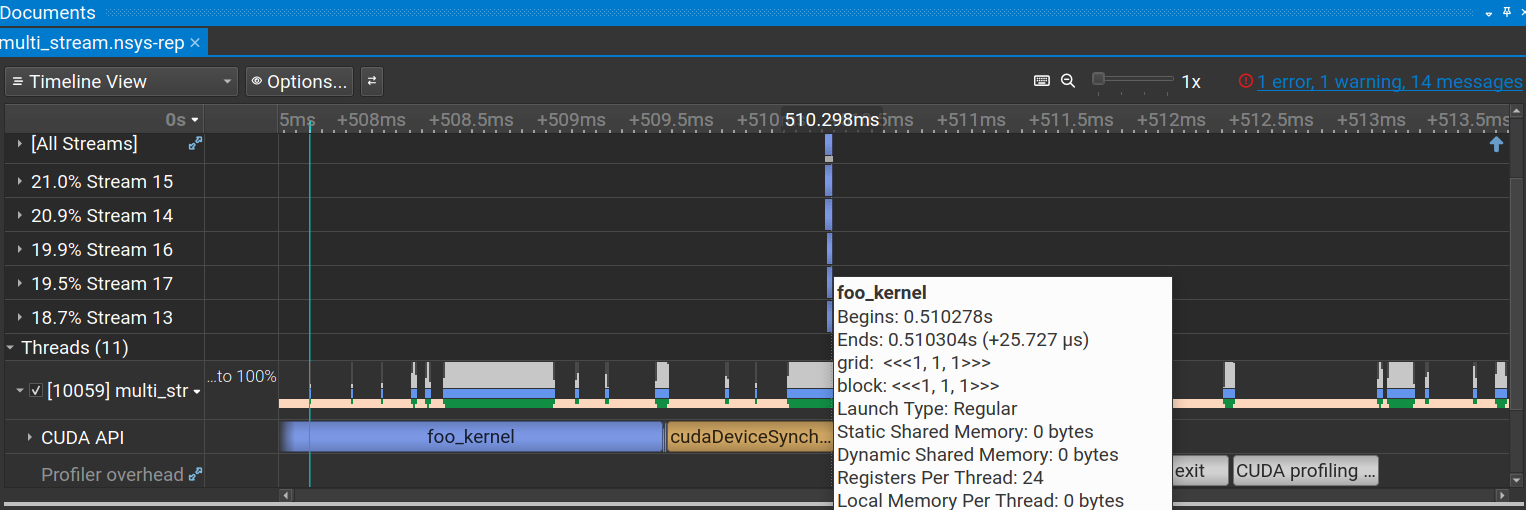 Documents
multi_stream.nsys-rep
Timeline View
Options...
1x
1 error, 1 warning, 14 messages
0s
5ms +508ms +508.5ms +509ms +509.5ms +510 510.298ms 5ms +511ms +511.5ms +512ms +512.5ms +513ms +513.5ms
[All Streams]
21.0% Stream 15
20.9% Stream 14
19.9% Stream 16
19.5% Stream 17
18.7% Stream 13
Threads (11)
[10059] multi_str
...to 100%
CUDA API
foo_kernel
cudaDeviceSynch...
Profiler overhead
exit
CUDA profiling ...
foo_kernel
Begins: 0.510278s
Ends: 0.510304s (+25.727 μs)
grid: <<<1, 1, 1>>>
block: <<<1, 1, 1>>>
Launch Type: Regular
Static Shared Memory: 0 bytes
Dynamic Shared Memory: 0 bytes
Registers Per Thread: 24
Local Memory Per Thread: 0 bytes